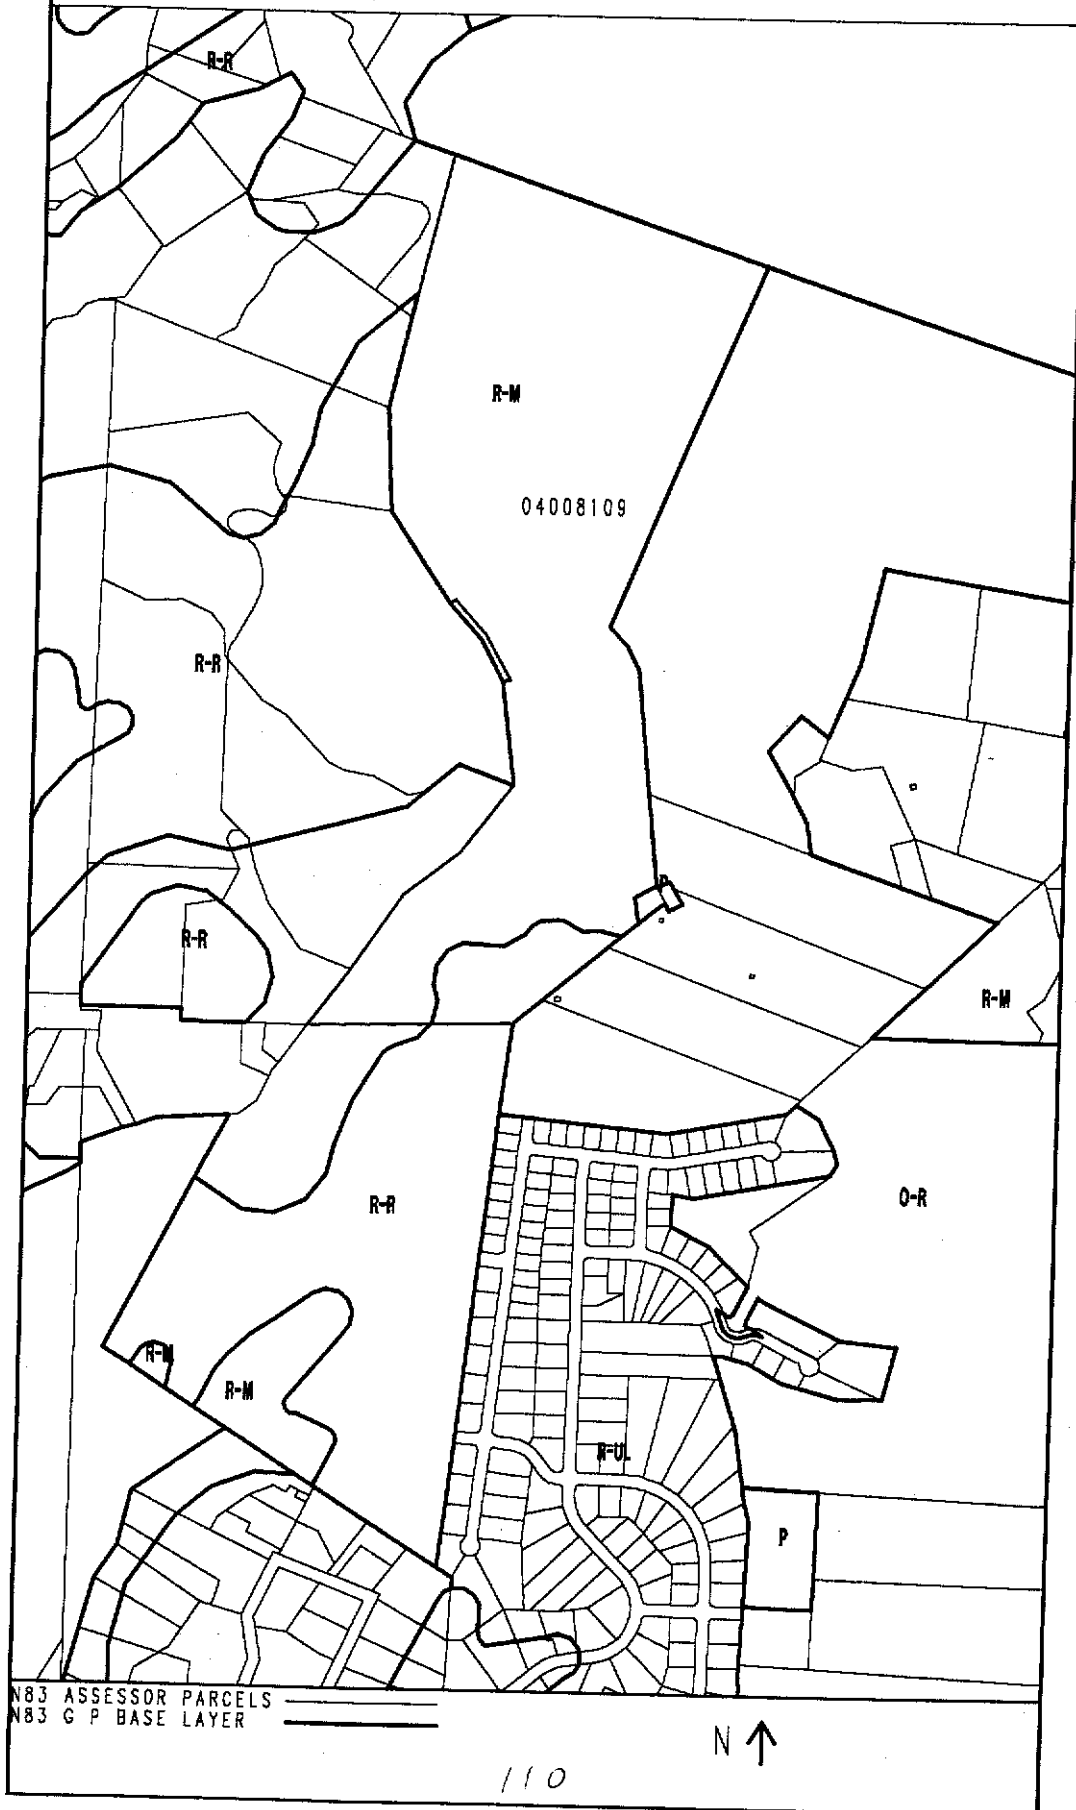 R-R
R-M
04008109
R-R
R-R
R-M
R-R
O-R
R-M
R-M
R-UL
P
N83 ASSESSOR PARCELS
N83 G P BASE LAYER
N
110